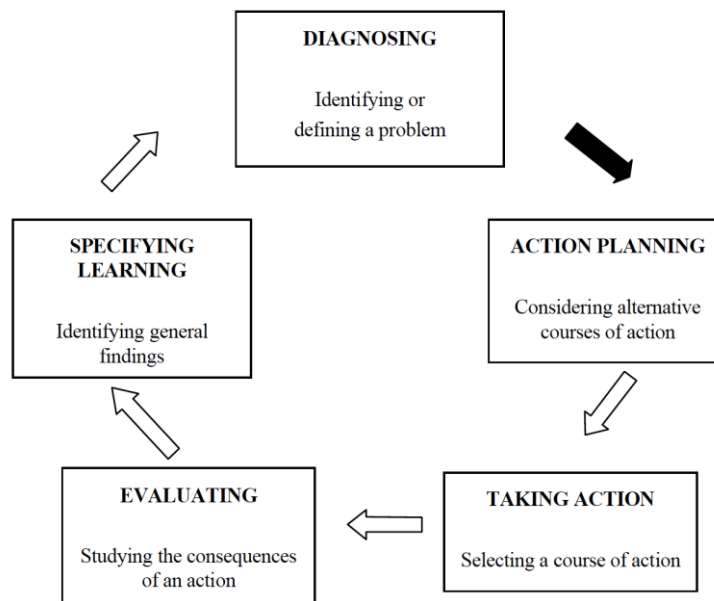 DIAGNOSING
Identifying or
defining a problem
ACTION PLANNING
Considering alternative
courses of action
TAKING ACTION
Selecting a course of action
EVALUATING
Studying the consequences
of an action
SPECIFYING
LEARNING
Identifying general
findings